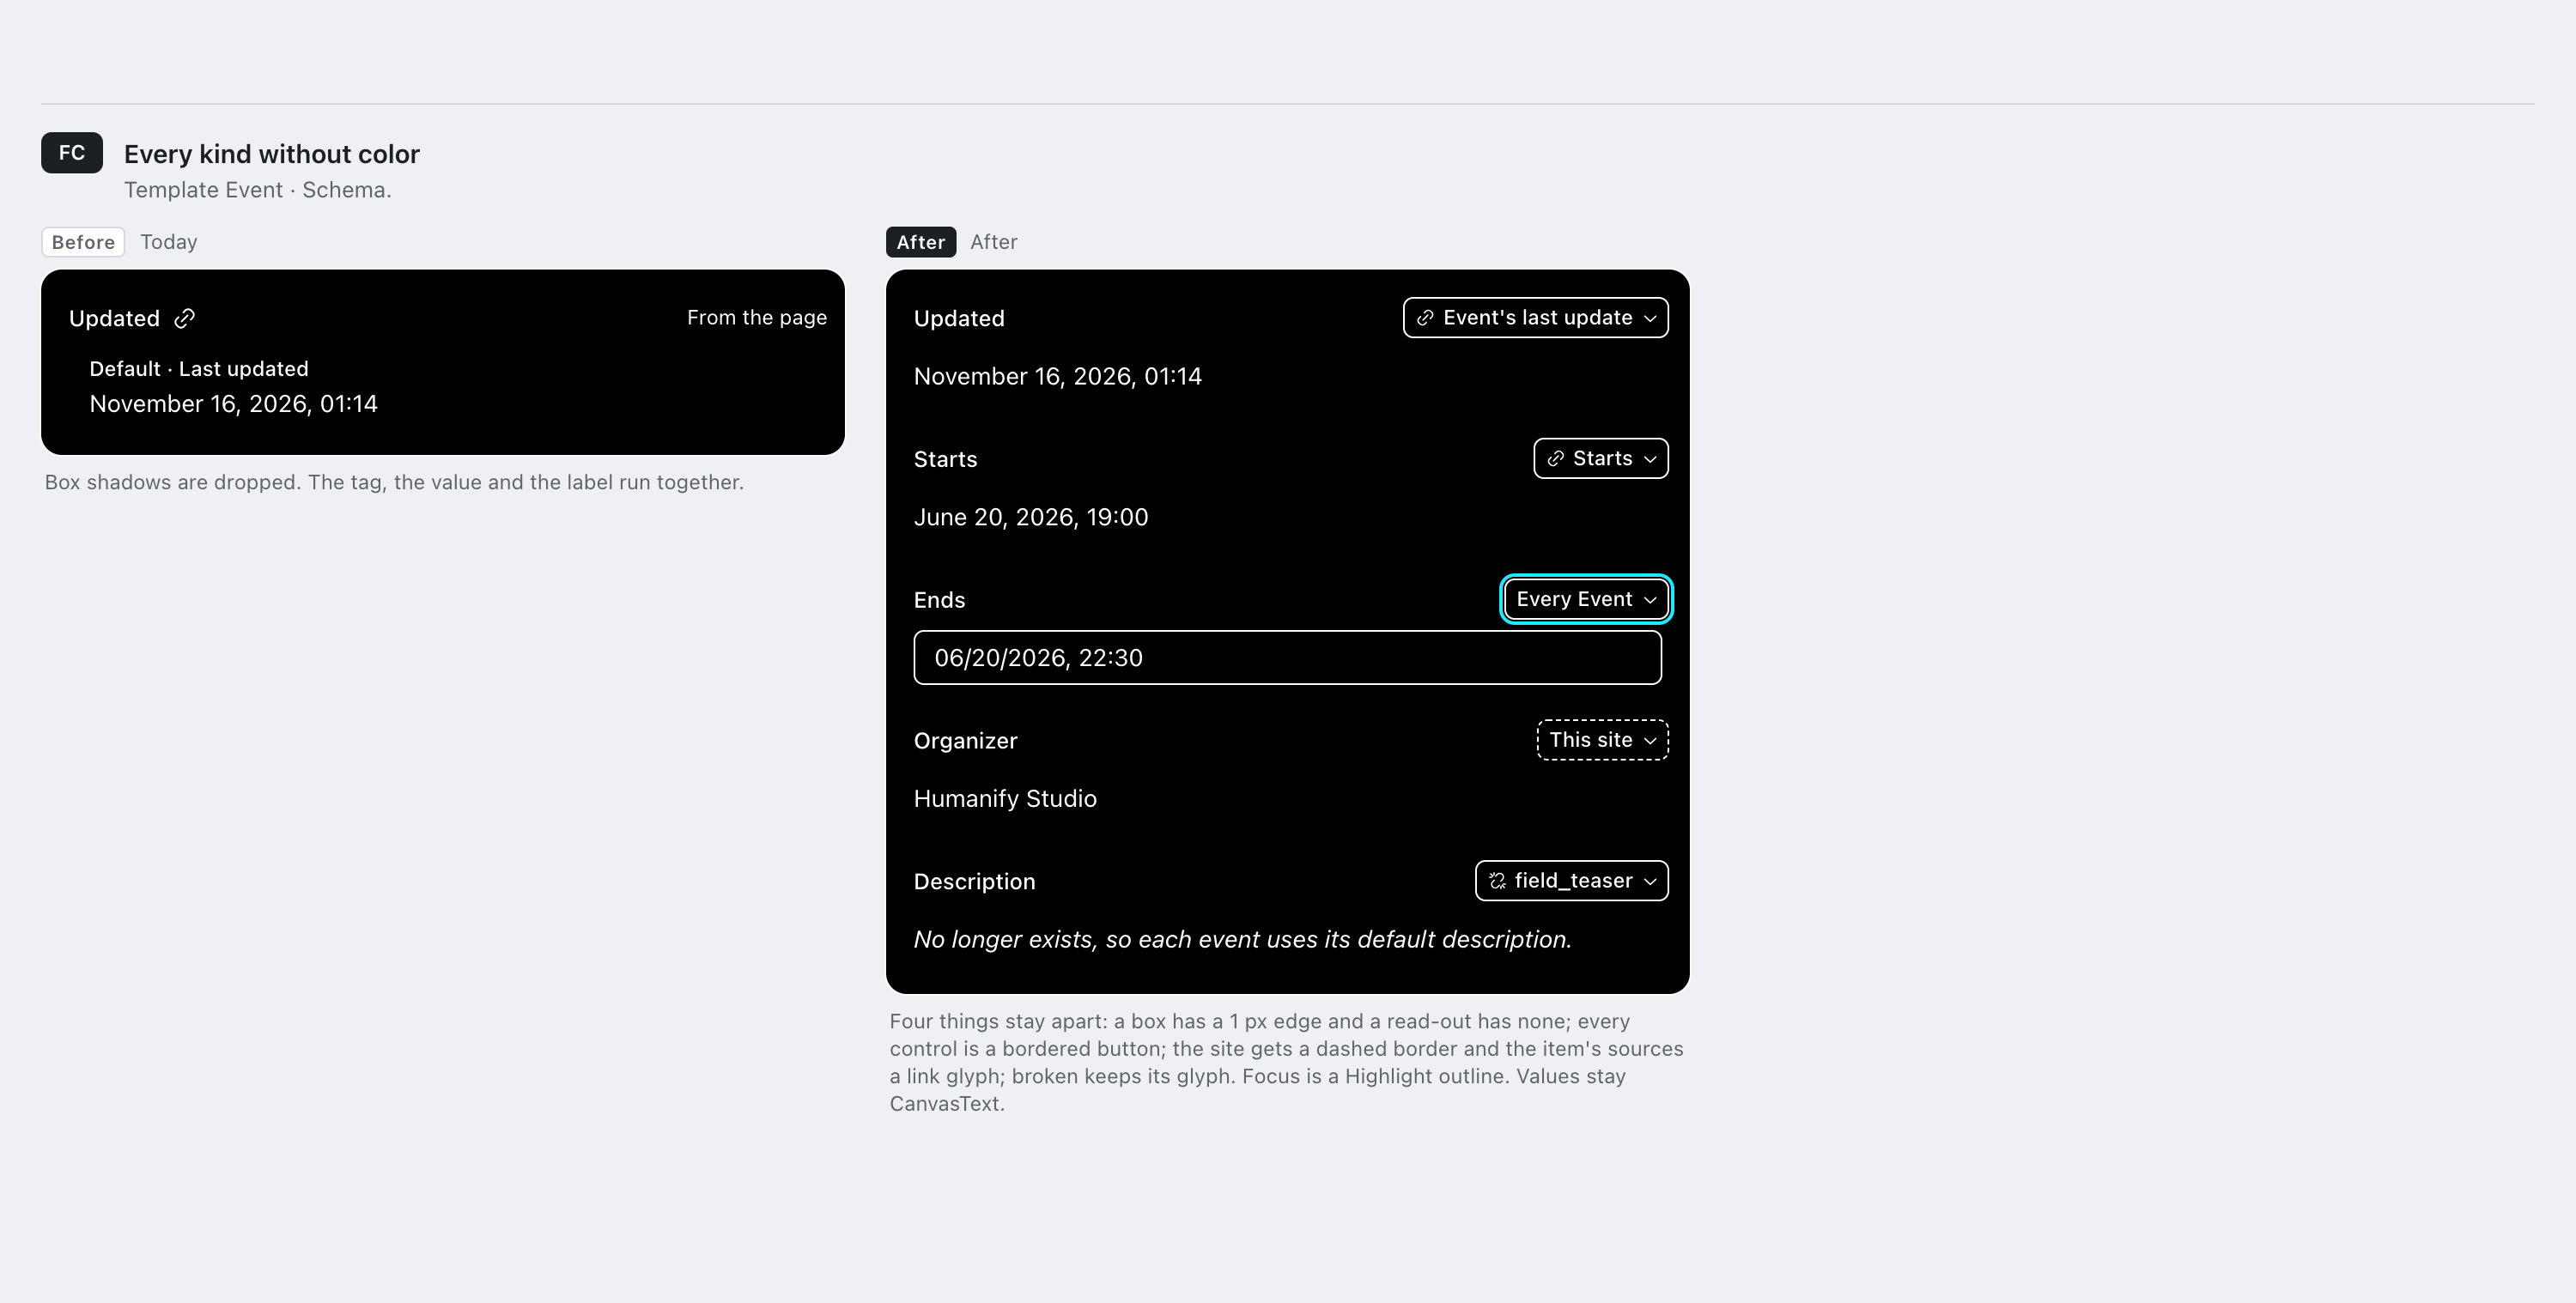 FC
Every kind without color
Template Event · Schema.
Before
Today
Updated
From the page
Default · Last updated
November 16, 2026, 01:14
Box shadows are dropped. The tag, the value and the label run together.
After
After
Updated
Event's last update
November 16, 2026, 01:14
Starts
Starts
June 20, 2026, 19:00
Ends
Every Event
06/20/2026, 22:30
Organizer
This site
Humanify Studio
Description
field_teaser
No longer exists, so each event uses its default description.
Four things stay apart: a box has a 1 px edge and a read-out has none; every
control is a bordered button; the site gets a dashed border and the item's sources
a link glyph; broken keeps its glyph. Focus is a Highlight outline. Values stay
CanvasText.